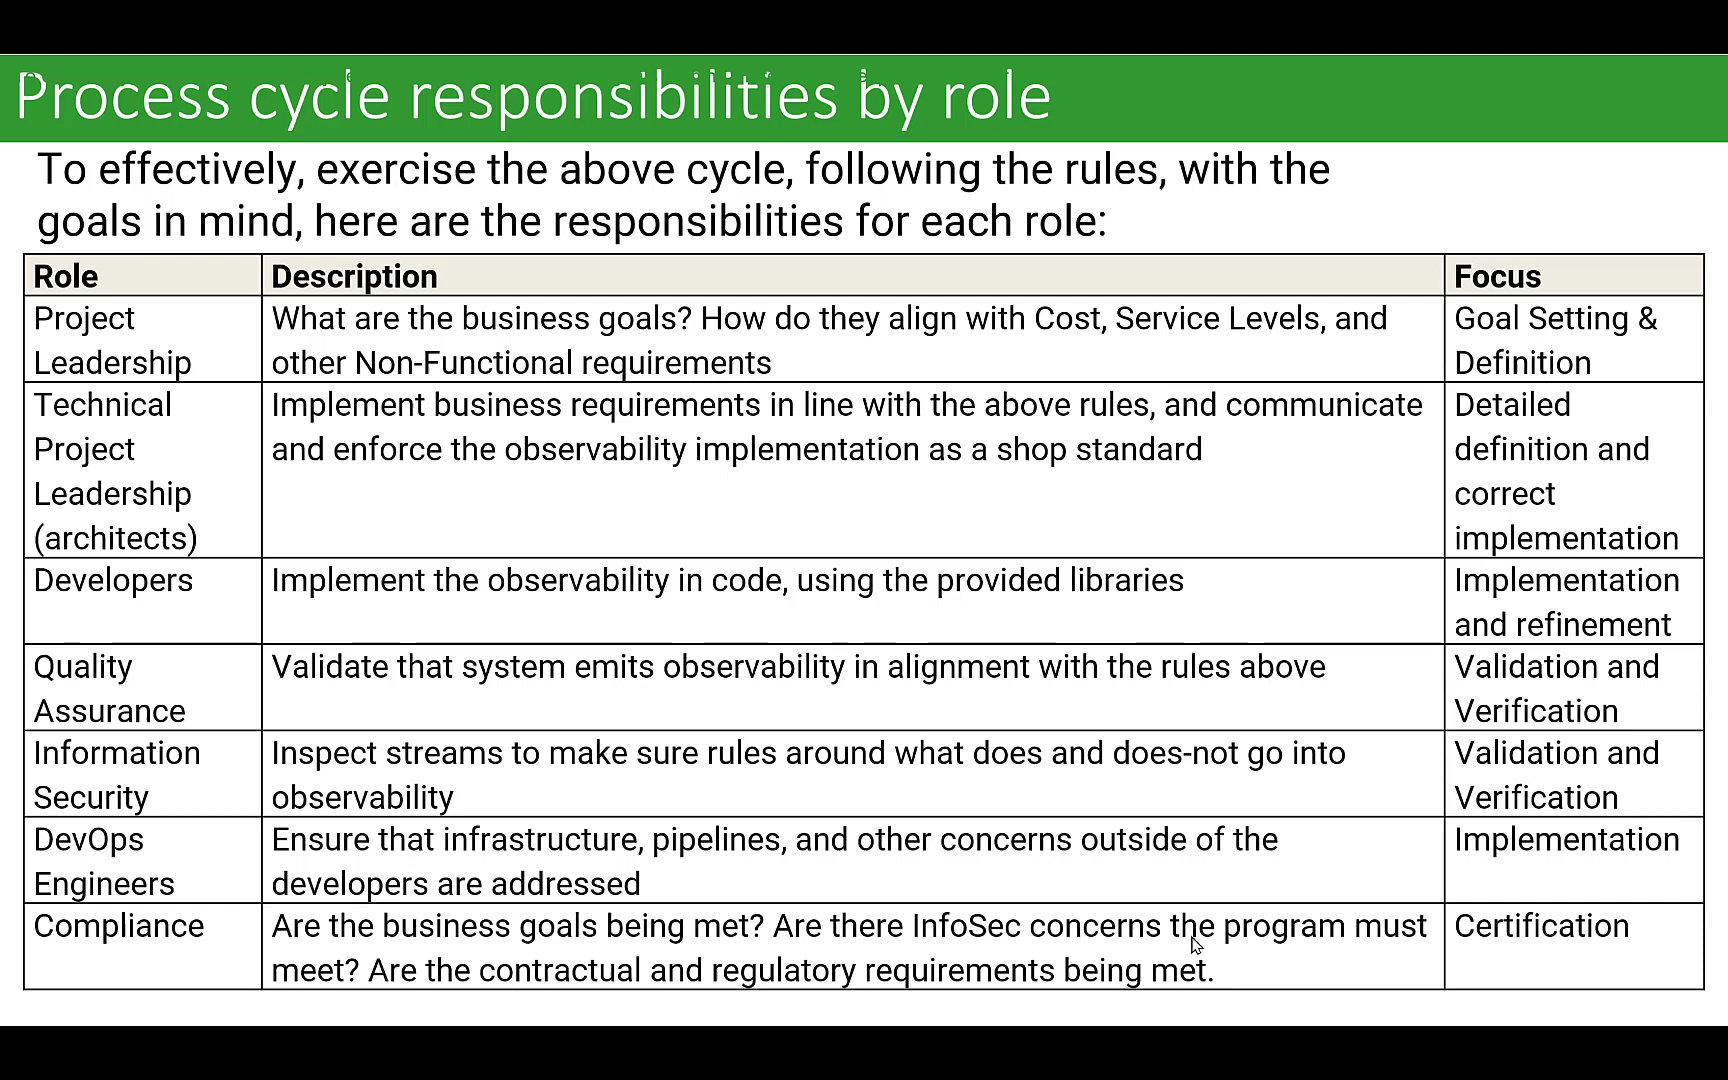 Process cycle responsibilities by role
To effectively, exercise the above cycle, following the rules, with the
goals in mind, here are the responsibilities for each role:
Role Description Focus
Project Leadership
What are the business goals? How do they align with Cost, Service Levels, and
other Non-Functional requirements
Goal Setting &
Definition
Technical
Project
Leadership
(architects)
Implement business requirements in line with the above rules, and communicate
and enforce the observability implementation as a shop standard
Detailed
definition and
correct
implementation
Developers
Implement the observability in code, using the provided libraries
Implementation
and refinement
Quality
Assurance
Validate that system emits observability in alignment with the rules above
Validation and
Verification
Information
Security
Inspect streams to make sure rules around what does and does-not go into
observability
Validation and
Verification
DevOps
Engineers
Ensure that infrastructure, pipelines, and other concerns outside of the
developers are addressed
Implementation
Compliance
Are the business goals being met? Are there InfoSec concerns the program must
meet? Are the contractual and regulatory requirements being met.
Certification